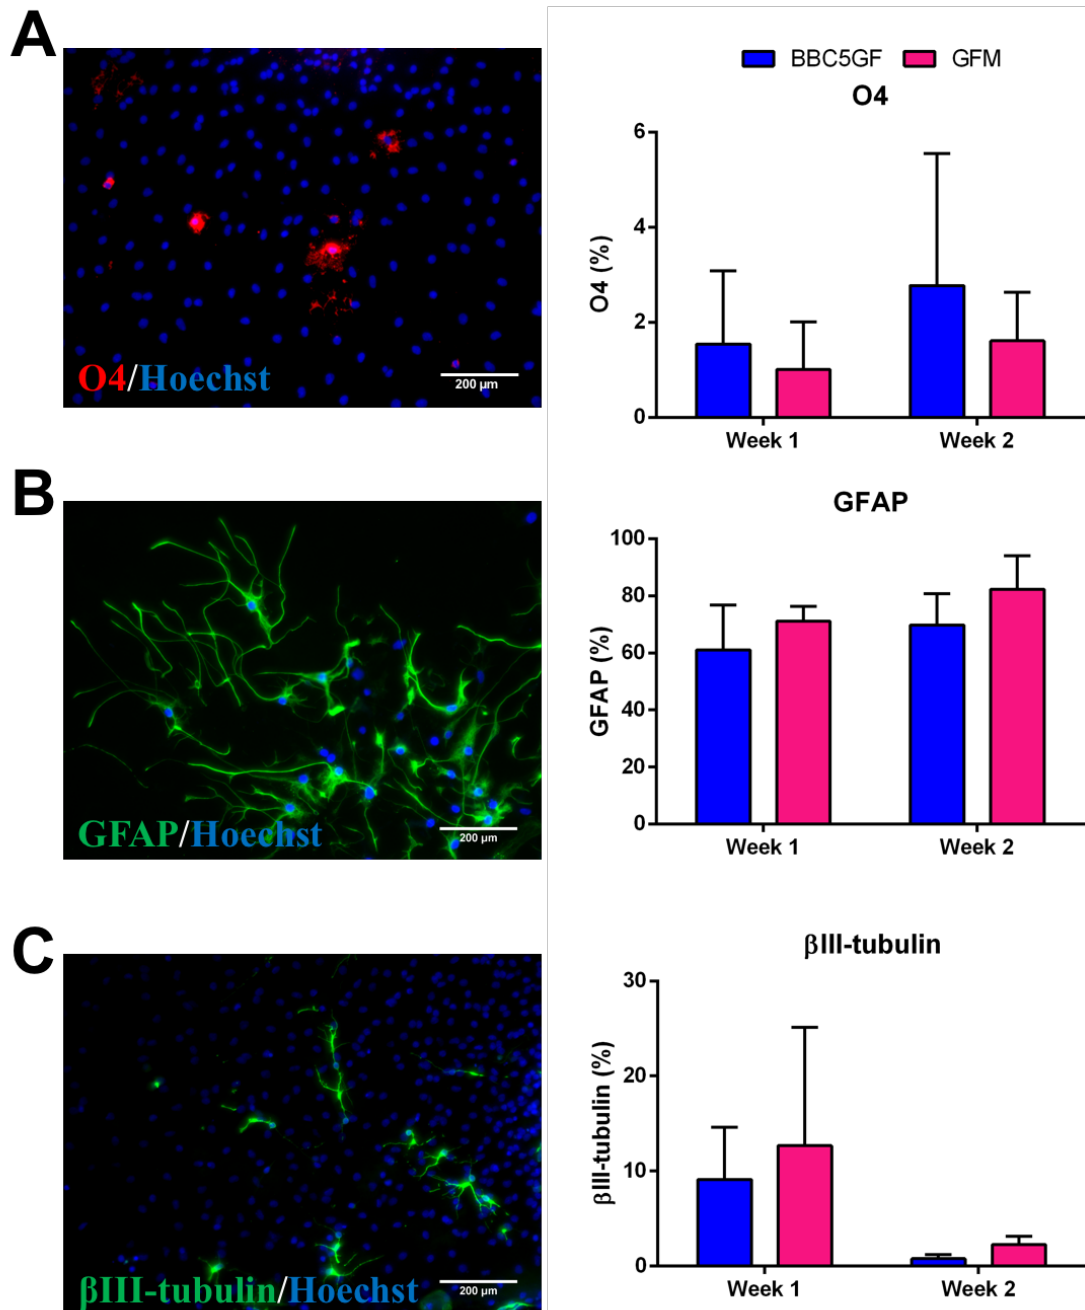 A
O4/Hoechst
200 µm
BBC5GF GFM
O4
O4 (%)
6
4
2
0
Week 1 Week 2
B
GFAP/Hoechst
200 µm
GFAP
GFAP (%)
100
80
60
40
20
0
Week 1 Week 2
C
βIII-tubulin/Hoechst
200 µm
βIII-tubulin
βIII-tubulin (%)
30
20
10
0
Week 1 Week 2